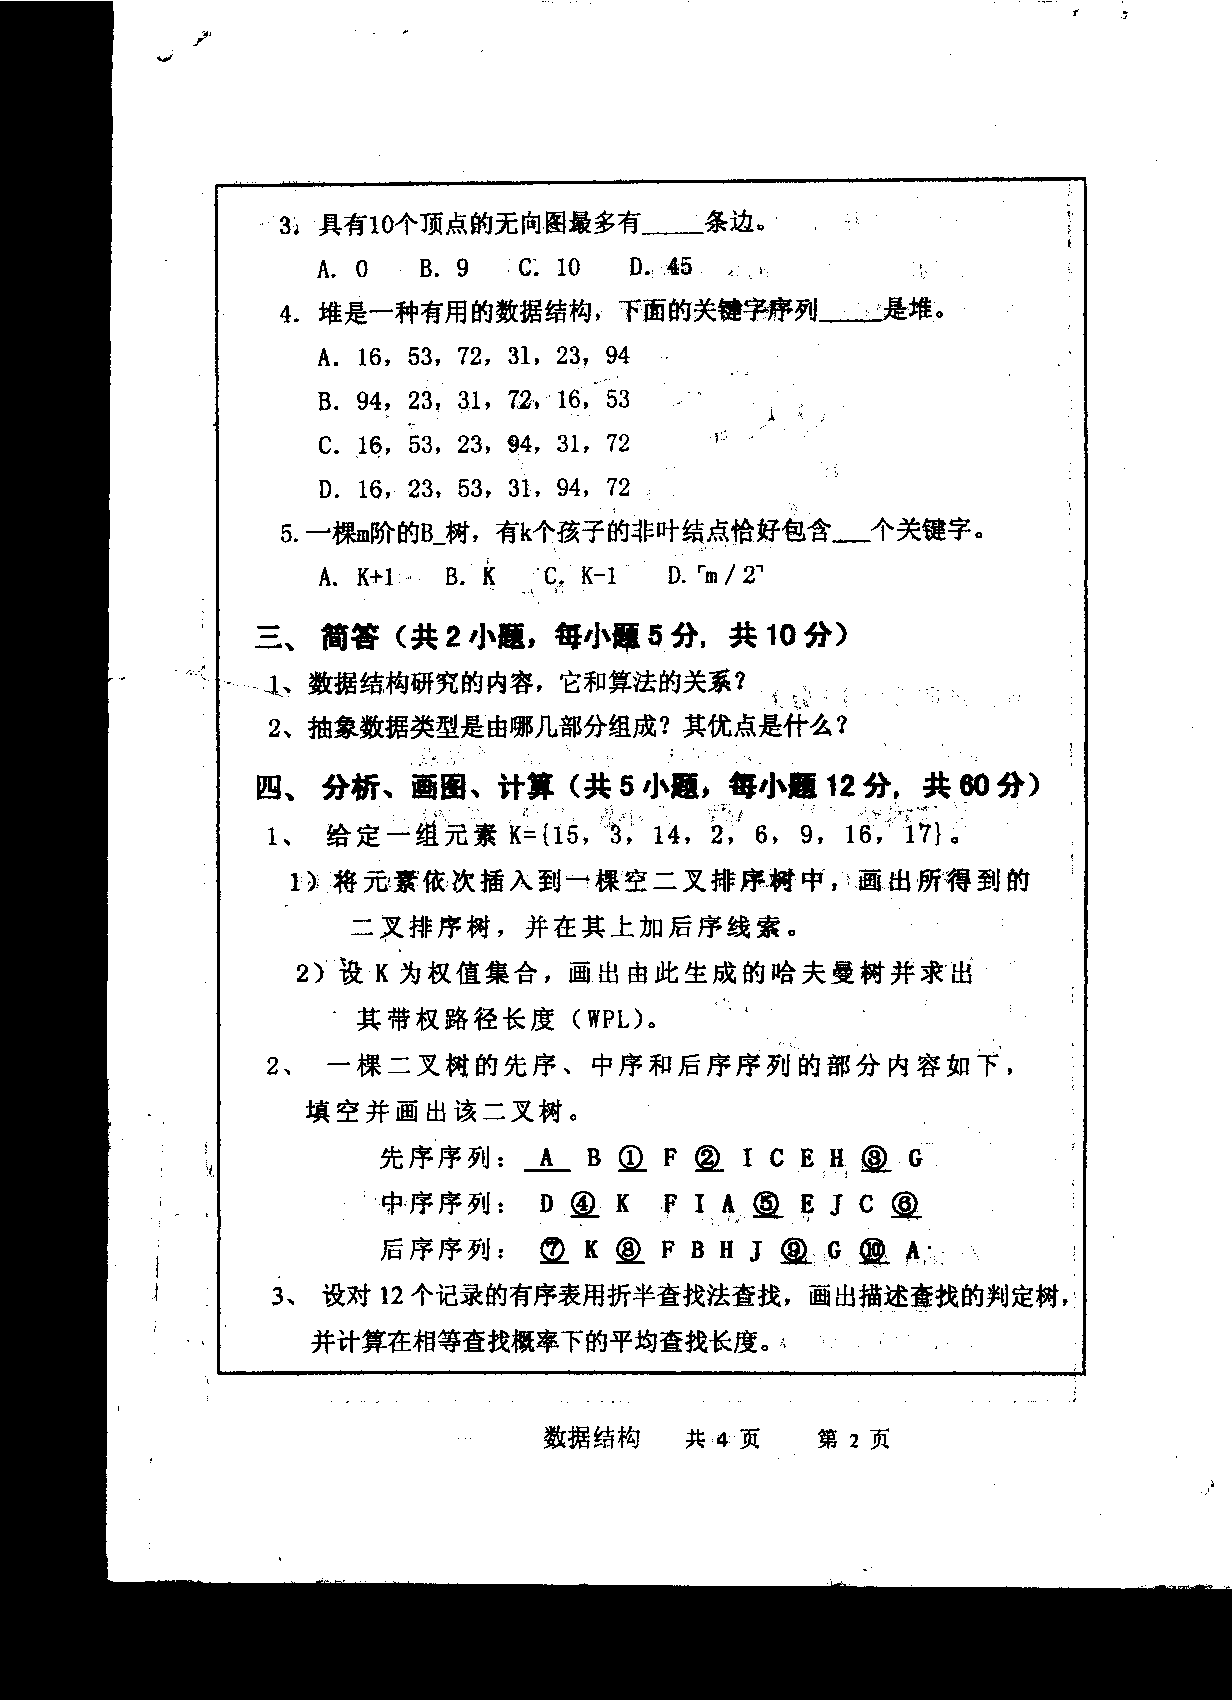 3. 具有10个顶点的无向图最多有____条边。
A. 0 B. 9 C. 10 D. 45
4. 堆是一种有用的数据结构，下面的关键字序列____是堆。
A. 16，53，72，31，23，94
B. 94，23，31，72，16，53
C. 16，53，23，94，31，72
D. 16，23，53，31，94，72
5. 一棵m阶的B_树，有k个孩子的非叶结点恰好包含___个关键字。
A. K+1 B. K C. K-1 D.「m / 2ㄱ
三、 简答（共2小题，每小题5分，共10分）
1、数据结构研究的内容，它和算法的关系？
2、抽象数据类型是由哪几部分组成？其优点是什么？
四、 分析、画图、计算（共5小题，每小题12分，共60分）
1、 给定一组元素 K={15，3，14，2，6，9，16，17}。
1）将元素依次插入到一棵空二叉排序树中，画出所得到的
二叉排序树，并在其上加后序线索。
2）设 K 为权值集合，画出由此生成的哈夫曼树并求出
其带权路径长度（WPL）。
2、 一棵二叉树的先序、中序和后序序列的部分内容如下，
填空并画出该二叉树。
先序序列： A B ① F ② I C E H ③ G
中序序列： D ④ K F I A ⑤ E J C ⑥
后序序列： ⑦ K ⑧ F B H J ⑨ G ⑩ A
3、 设对 12 个记录的有序表用折半查找法查找，画出描述查找的判定树，
并计算在相等查找概率下的平均查找长度。
数据结构 共 4 页 第 2 页